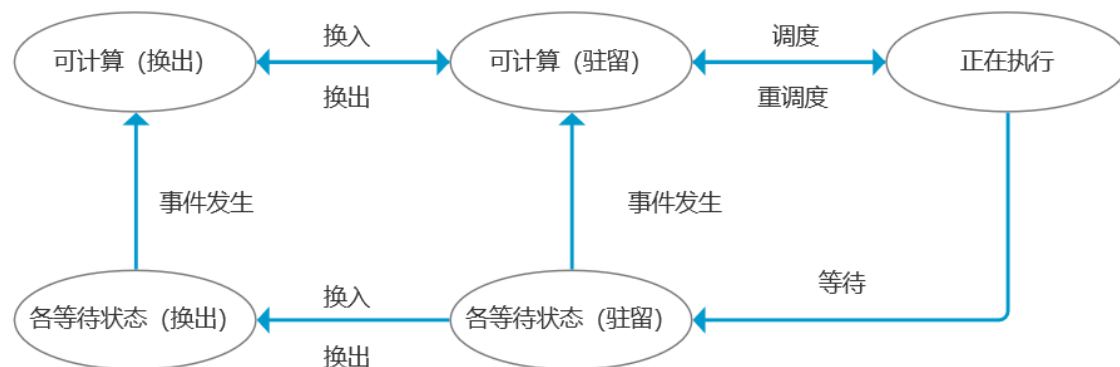 换入
调度
可计算（换出）
可计算（驻留）
正在执行
换出
重调度
事件发生
事件发生
等待
换入
各等待状态（换出）
各等待状态（驻留）
换出